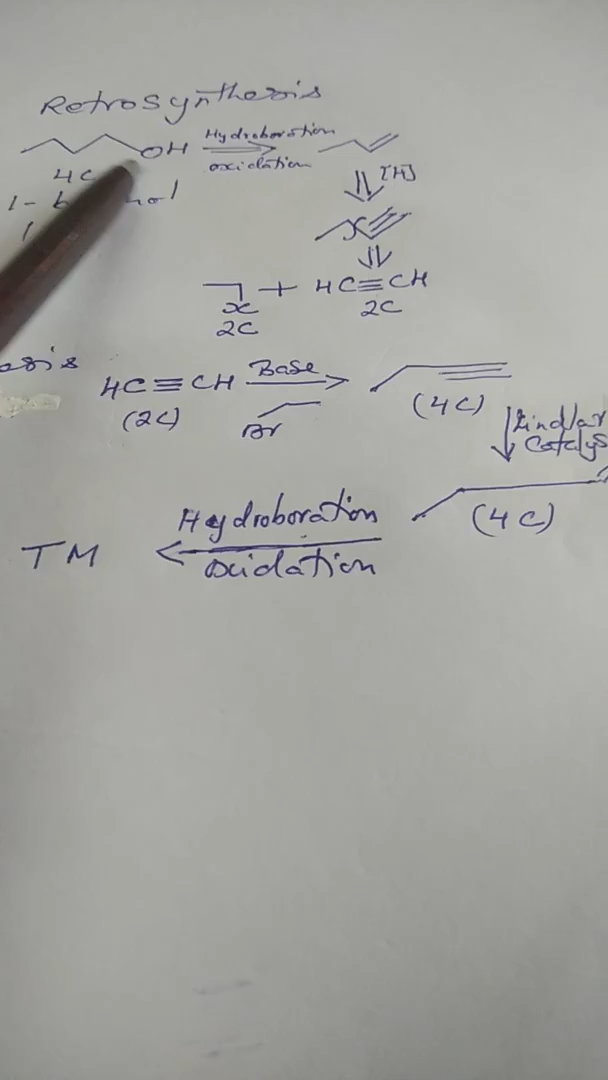 Retrosynthesis
OH Hydroboration
oxidation
4C
[H]
1-
x
+ HC≡CH
x 2C
2C
HC≡CH Base
(2C) Br
(4C)
Lindlar
Catalys
(4C)
Hydroboration
TM
oxidation